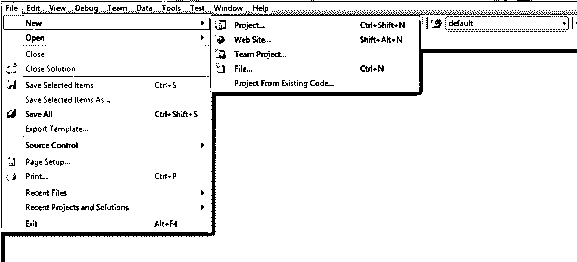 File Edit View Debug Team Data Tools Test Window Help
New
Open
Close
Close Solution
Save Selected Items Ctrl+S
Save Selected Items As...
Save All Ctrl+Shift+S
Export Template...
Source Control
Page Setup...
Print... Ctrl+P
Recent Files
Recent Projects and Solutions
Exit Alt+F4
Project... Ctrl+Shift+N
Web Site... Shift+Alt+N
Team Project...
File... Ctrl+N
Project From Existing Code...
default